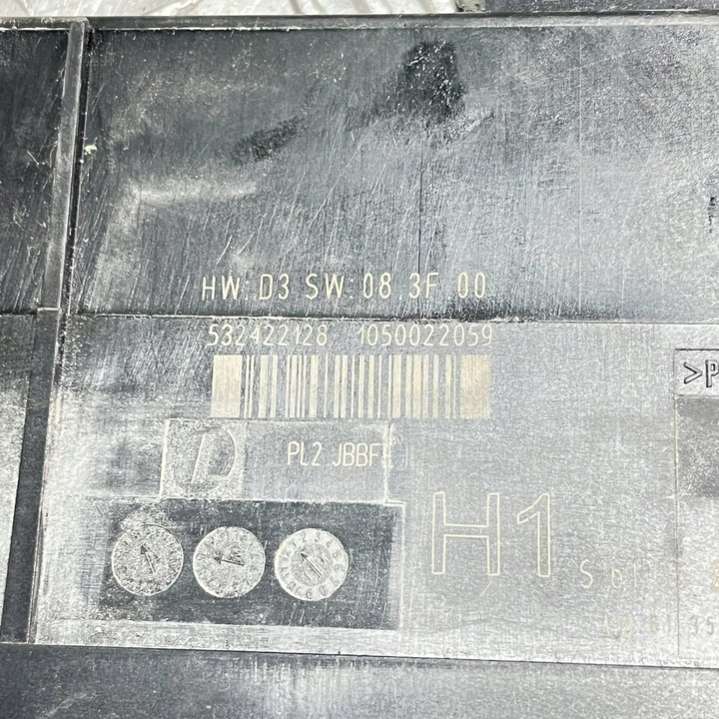 HW: D3 SW: 08.3F 00
532422128 1050022059
>P
PL2 JBBF
H1